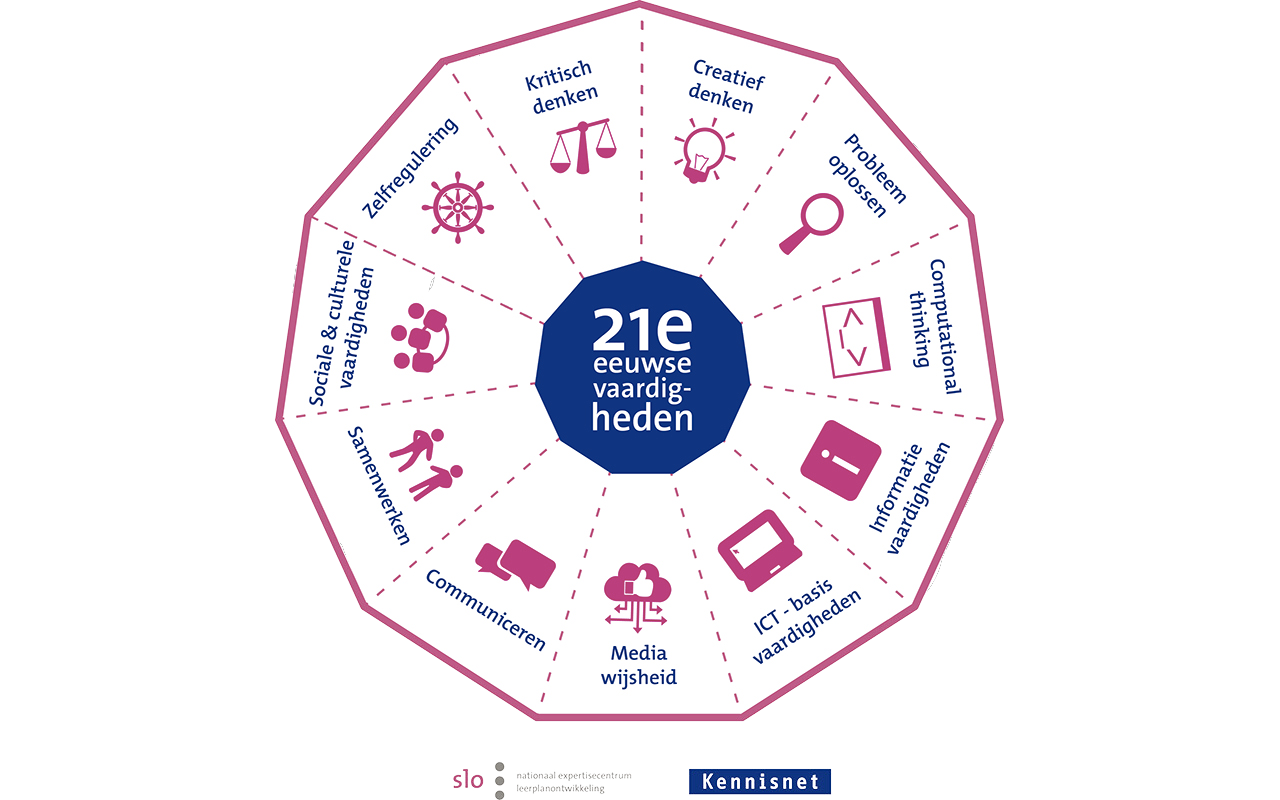 21e
eeuwse
vaardig-
heden
Kritisch
denken
Creatief
denken
Probleem
oplossen
Computational
thinking
Informatie
vaardigheden
ICT - basis
vaardigheden
Media
wijsheid
Communiceren
Samenwerken
Sociale & culturele
vaardigheden
Zelfregulering
slo
nationaal expertisecentrum
leerplanontwikkeling
Kennisnet